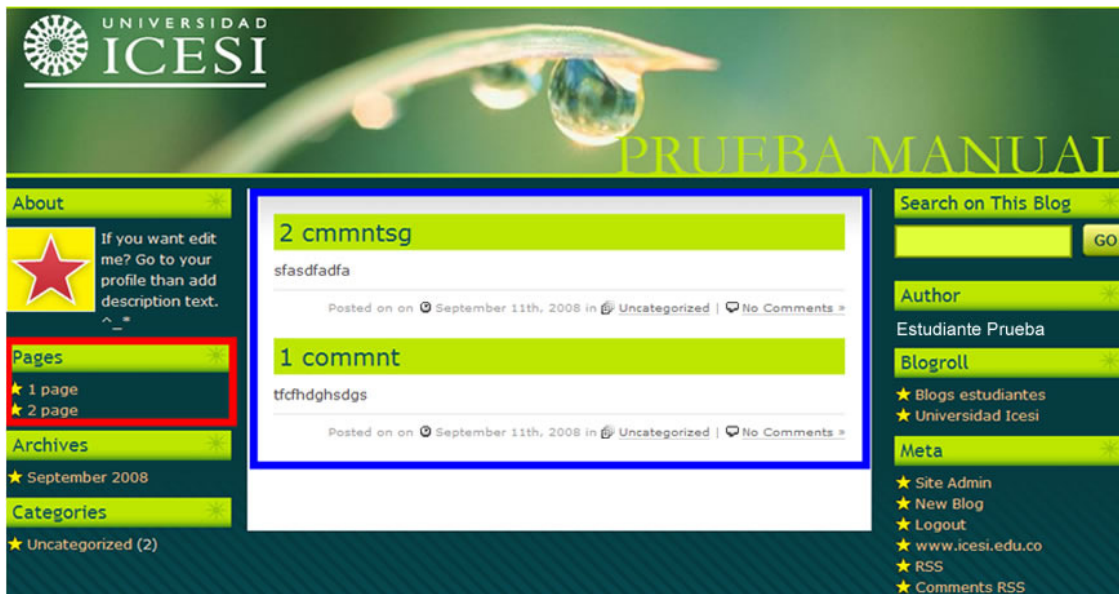 UNIVERSIDAD
ICESI
PRUEBA MANUAL
About
If you want edit
me? Go to your
profile than add
description text.
^_*
Pages
1 page
2 page
Archives
September 2008
Categories
Uncategorized (2)
2 cmmntsg
sfasdfadfa
Posted on on September 11th, 2008 in Uncategorized | No Comments »
1 commnt
tfcfhdghsdgs
Posted on on September 11th, 2008 in Uncategorized | No Comments »
Search on This Blog
GO
Author
Estudiante Prueba
Blogroll
Blogs estudiantes
Universidad Icesi
Meta
Site Admin
New Blog
Logout
www.icesi.edu.co
RSS
Comments RSS